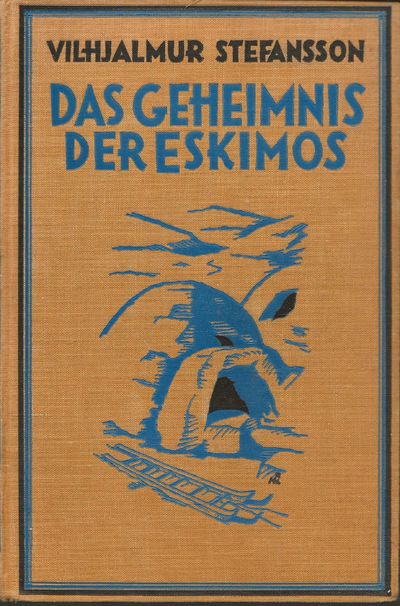 VILHJALMUR STEFANSSON
DAS GEHEIMNIS
DER ESKIMOS